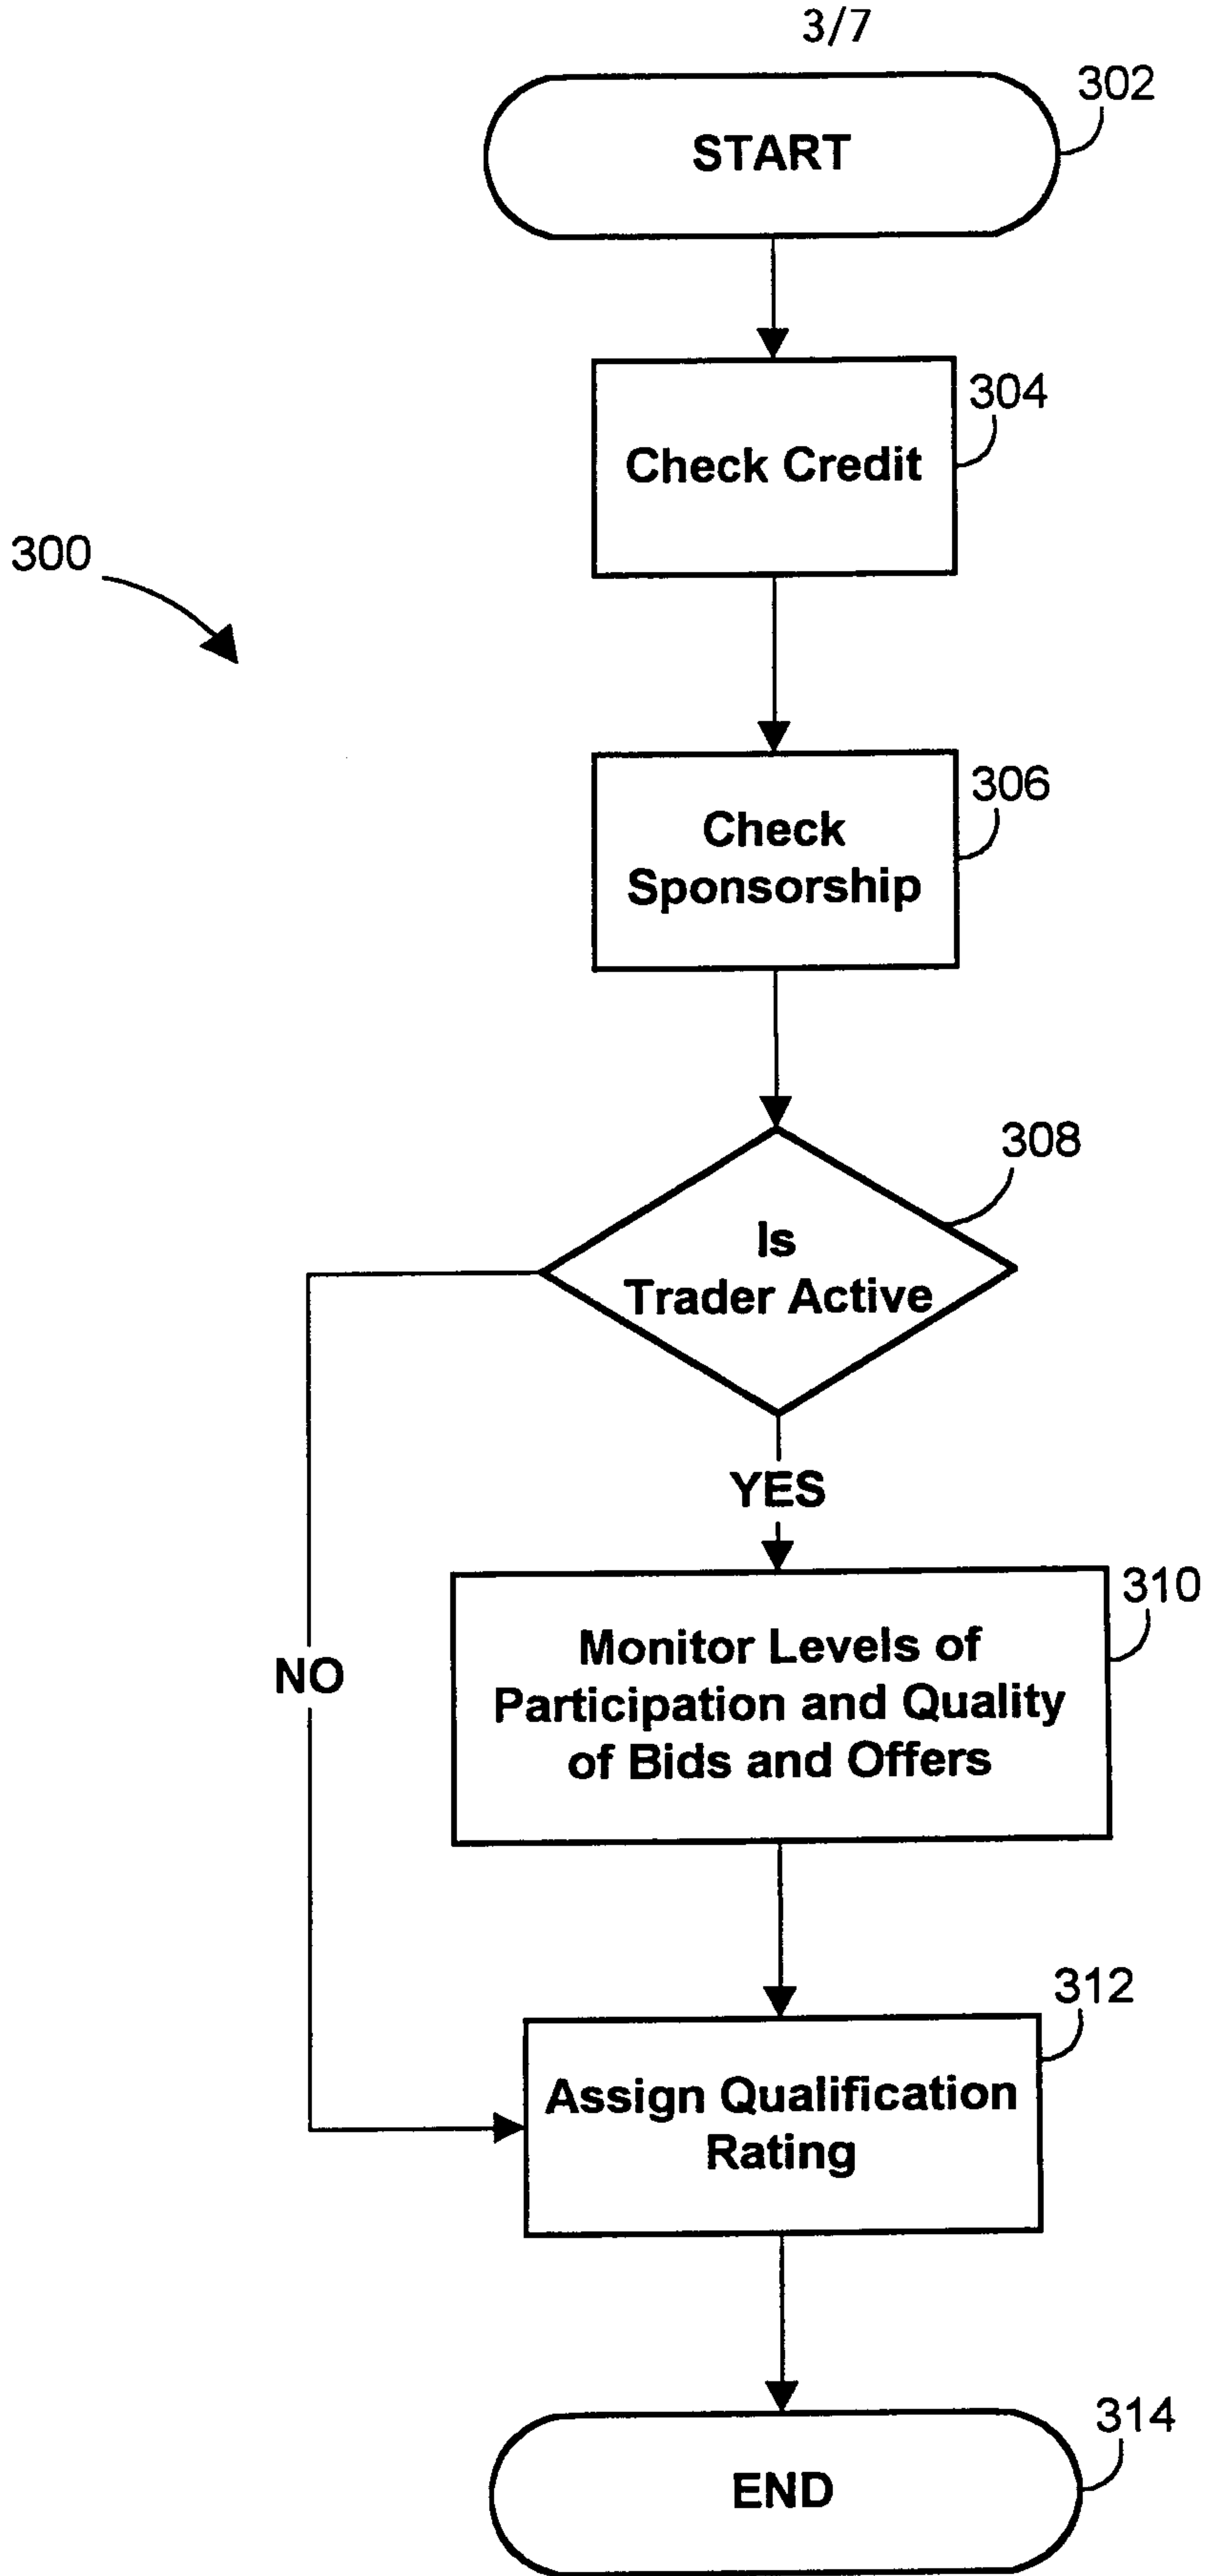 3/7
302
START
304
Check Credit
300
306
Check
Sponsorship
308
Is
Trader Active
YES
310
Monitor Levels of
Participation and Quality
of Bids and Offers
NO
312
Assign Qualification
Rating
314
END